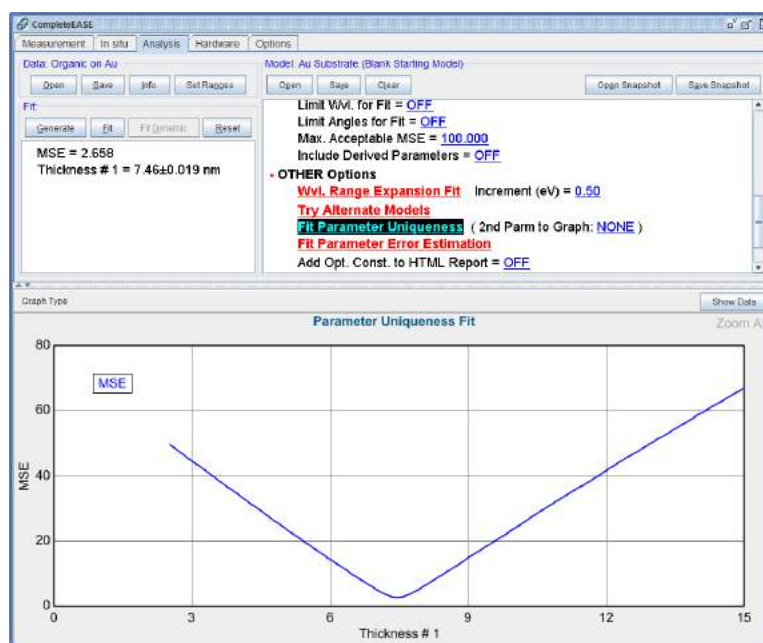 CompleteEASE
Measurement In situ Analysis Hardware Options
Data: Organic on Au
Open Save Info. Set Ranges
Fit:
Generate Fit Fit Dynamic Reset
MSE = 2.658
Thickness # 1 = 7.46±0.019 nm
Model: Au Substrate (Blank Starting Model)
Open Save Clear Open Snapshot Save Snapshot
Limit Wvl. for Fit = OFF
Limit Angles for Fit = OFF
Max. Acceptable MSE = 100.000
Include Derived Parameters = OFF
- OTHER Options
Wvl. Range Expansion Fit Increment (eV) = 0.50
Try Alternate Models
Fit Parameter Uniqueness ( 2nd Parm to Graph: NONE )
Fit Parameter Error Estimation
Add Opt. Const. to HTML Report = OFF
Graph Type Show Data
Parameter Uniqueness Fit
Zoom
MSE
80
60
40
20
0
MSE
0 3 6 9 12 15
Thickness # 1